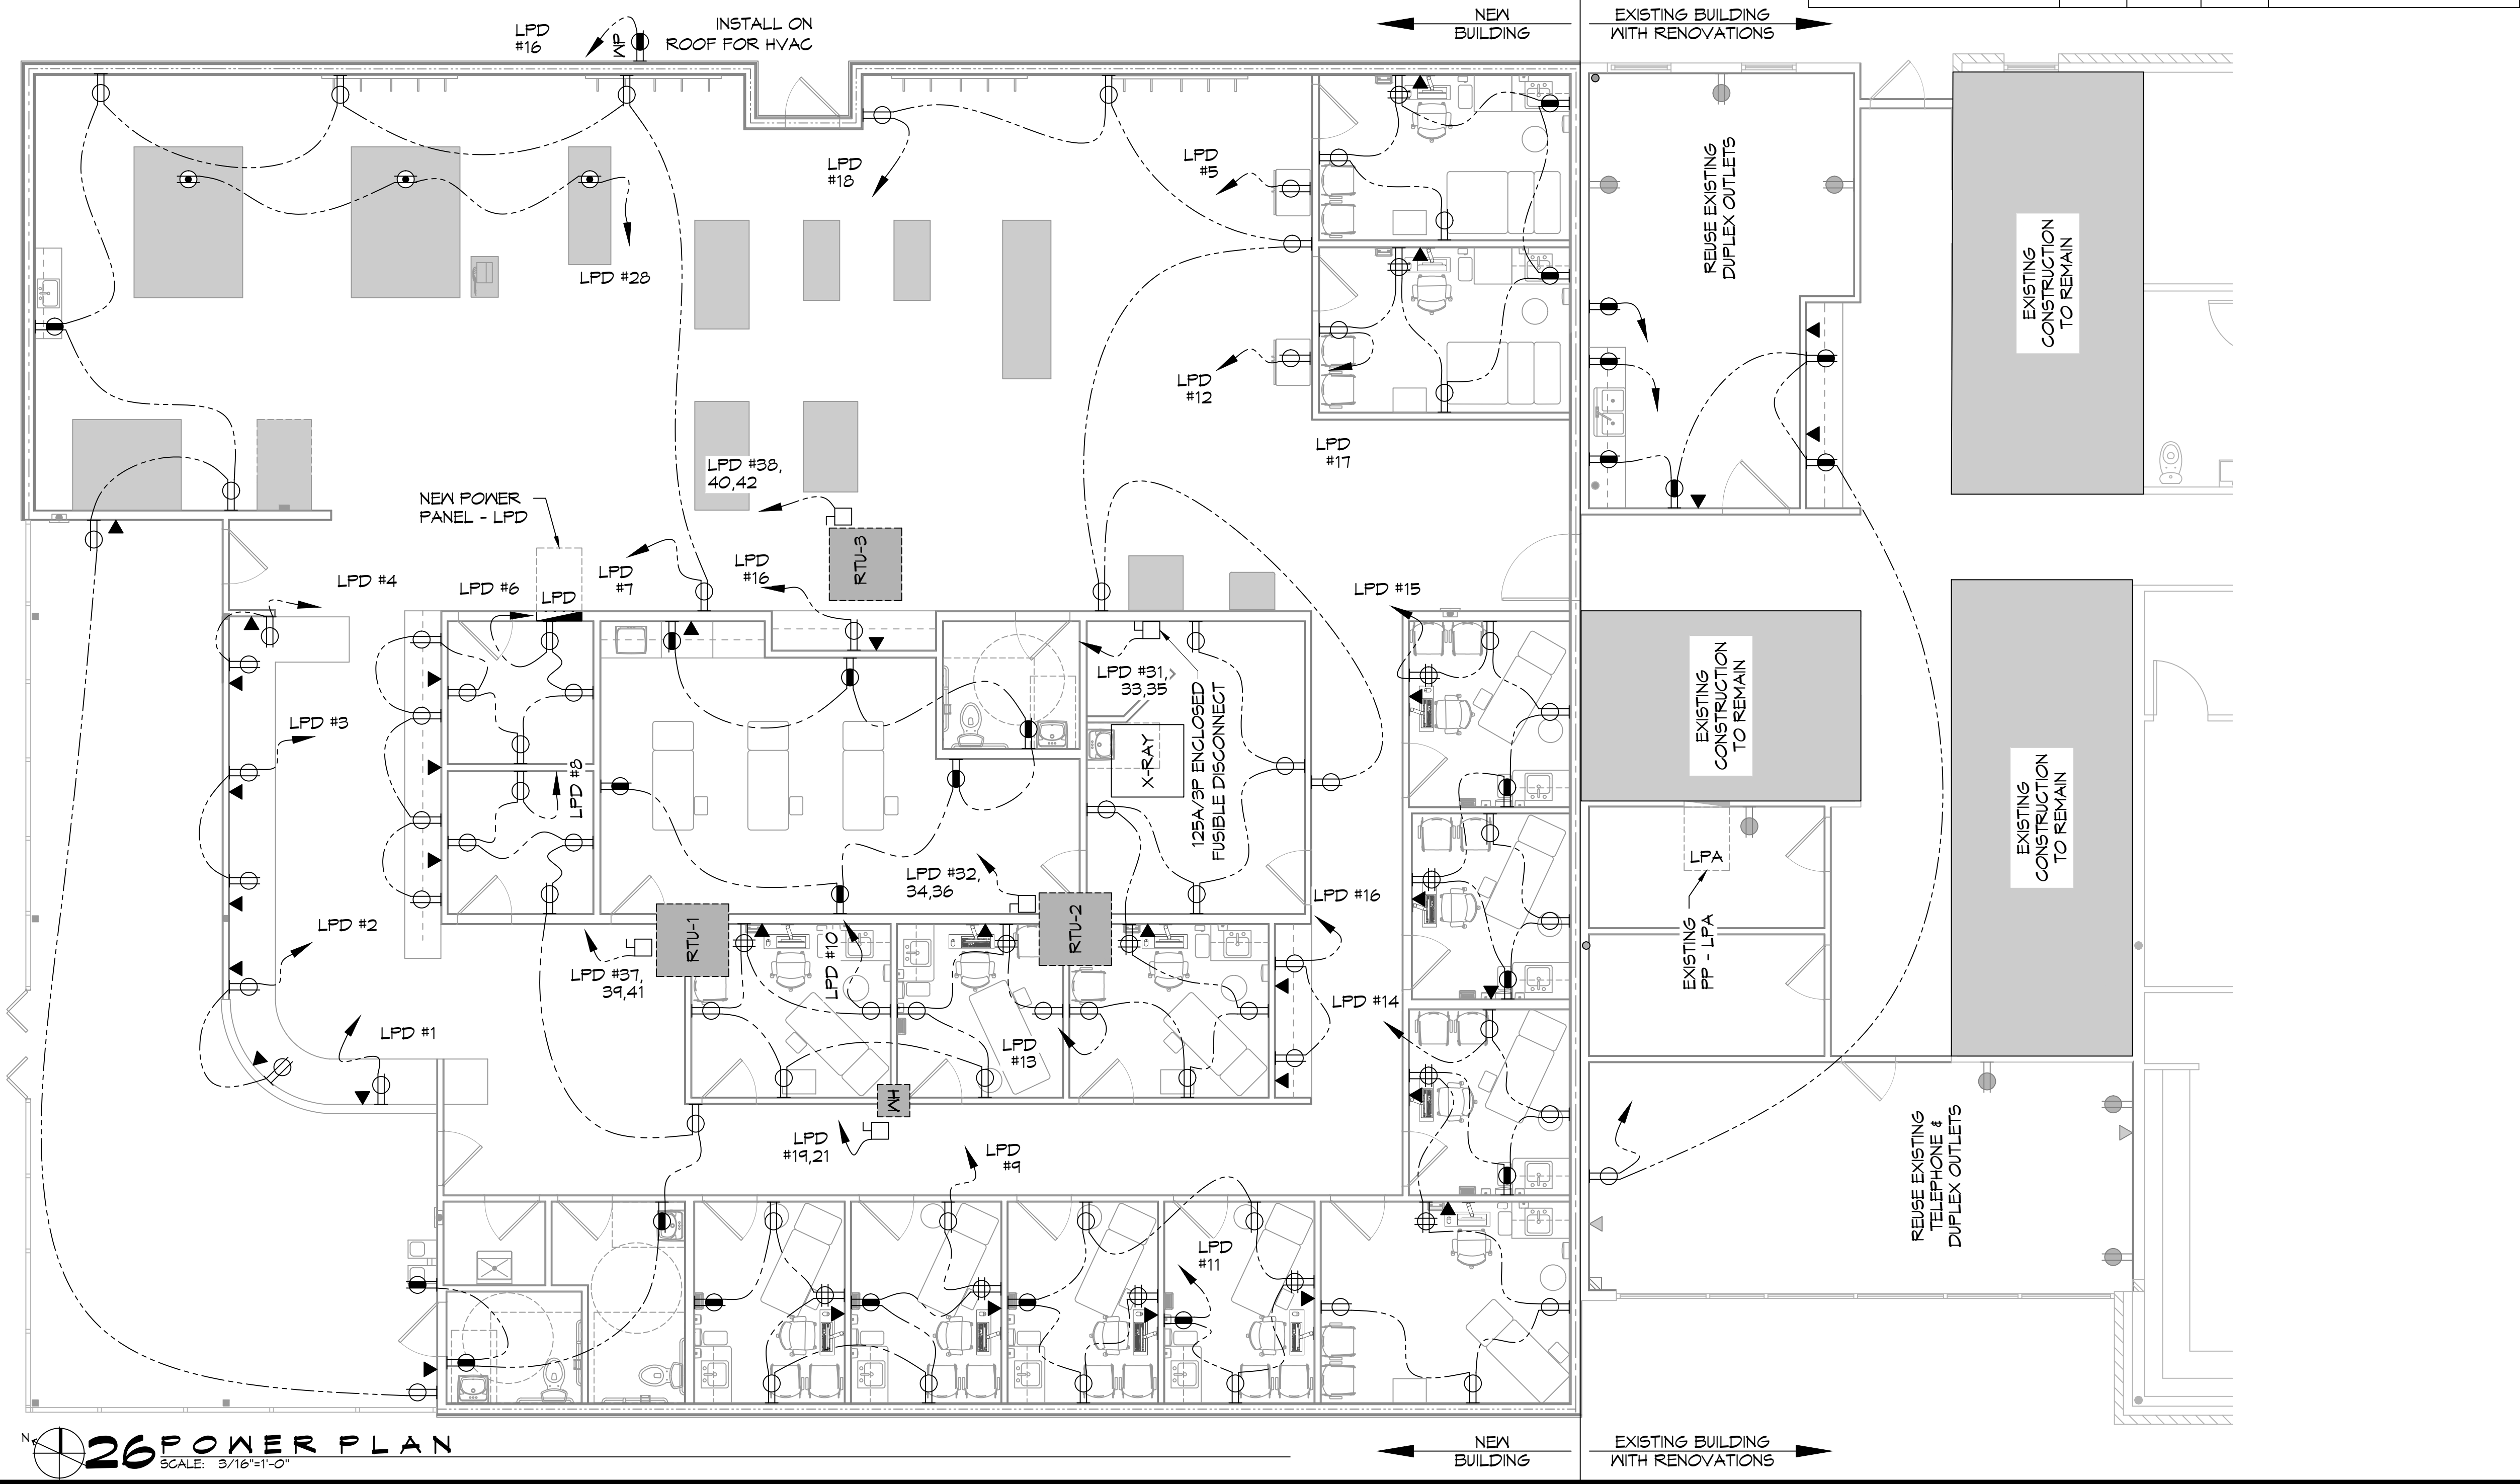 LPD
#16
WP
INSTALL ON
ROOF FOR HVAC
NEW
BUILDING
EXISTING BUILDING
WITH RENOVATIONS
LPD
#18
LPD
#5
LPD #28
REUSE EXISTING
DUPLEX OUTLETS
EXISTING
CONSTRUCTION
TO REMAIN
LPD
#12
LPD
#17
LPD #38,
40,42
NEW POWER
PANEL - LPD
LPD #4
LPD #6
LPD
LPD
#7
LPD
#16
RTU-3
LPD #15
LPD #31,
33,35
125A/3P ENCLOSED
FUSIBLE DISCONNECT
X-RAY
EXISTING
CONSTRUCTION
TO REMAIN
EXISTING
CONSTRUCTION
TO REMAIN
LPD #3
LPD #8
LPD #32,
34,36
LPD #16
LPA
EXISTING
PP - LPA
LPD #2
RTU-1
LPD #10
RTU-2
LPD #37,
39,41
LPD #14
LPD #1
LPD
#13
WH
LPD
#19,21
LPD
#9
LPD
#11
REUSE EXISTING
TELEPHONE &
DUPLEX OUTLETS
N
26 POWER PLAN
SCALE: 3/16"=1'-0"
NEW
BUILDING
EXISTING BUILDING
WITH RENOVATIONS